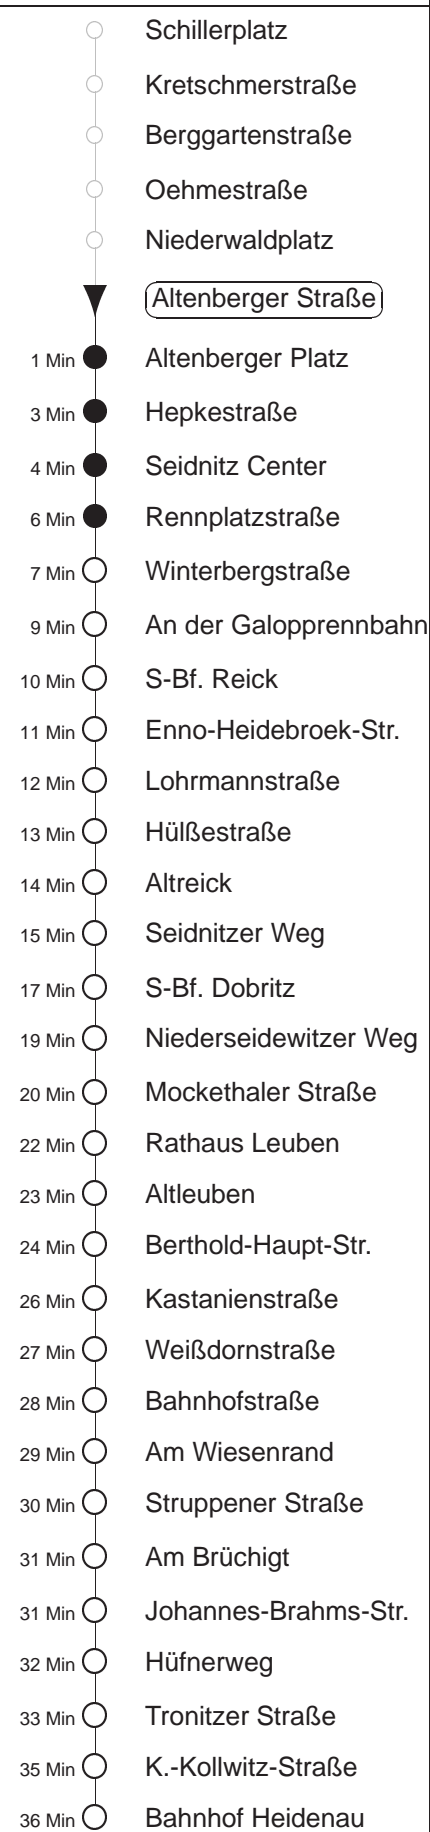 Schillerplatz
Kretschmerstraße
Berggartenstraße
Oehmestraße
Niederwaldplatz
Altenberger Straße
1 Min Altenberger Platz
3 Min Hepkestraße
4 Min Seidnitz Center
6 Min Rennplatzstraße
7 Min Winterbergstraße
9 Min An der Galopprennbahn
10 Min S-Bf. Reick
11 Min Enno-Heidebroek-Str.
12 Min Lohrmannstraße
13 Min Hülßestraße
14 Min Altreick
15 Min Seidnitzer Weg
17 Min S-Bf. Dobritz
19 Min Niederseidewitzer Weg
20 Min Mockethaler Straße
22 Min Rathaus Leuben
23 Min Altleuben
24 Min Berthold-Haupt-Str.
26 Min Kastanienstraße
27 Min Weißdornstraße
28 Min Bahnhofstraße
29 Min Am Wiesenrand
30 Min Struppener Straße
31 Min Am Brüchigt
31 Min Johannes-Brahms-Str.
32 Min Hüfnerweg
33 Min Tronitzer Straße
35 Min K.-Kollwitz-Straße
36 Min Bahnhof Heidenau